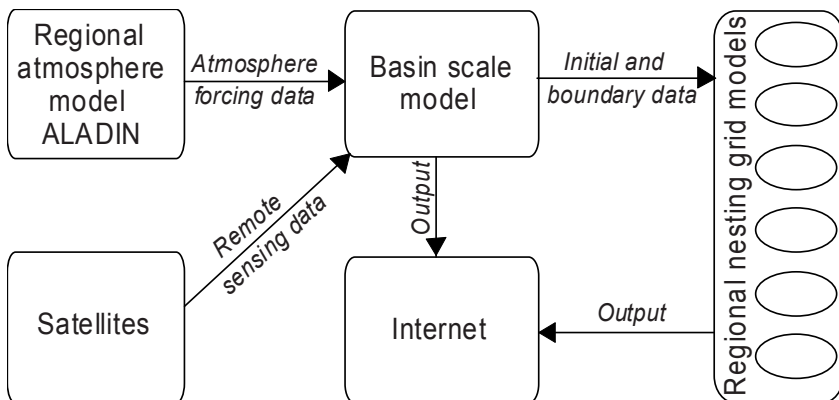 Regional
atmosphere
model
ALADIN
Atmosphere
forcing data
Basin scale
model
Initial and
boundary data
Regional nesting grid models
Remote
sensing data
Output
Satellites
Internet
Output